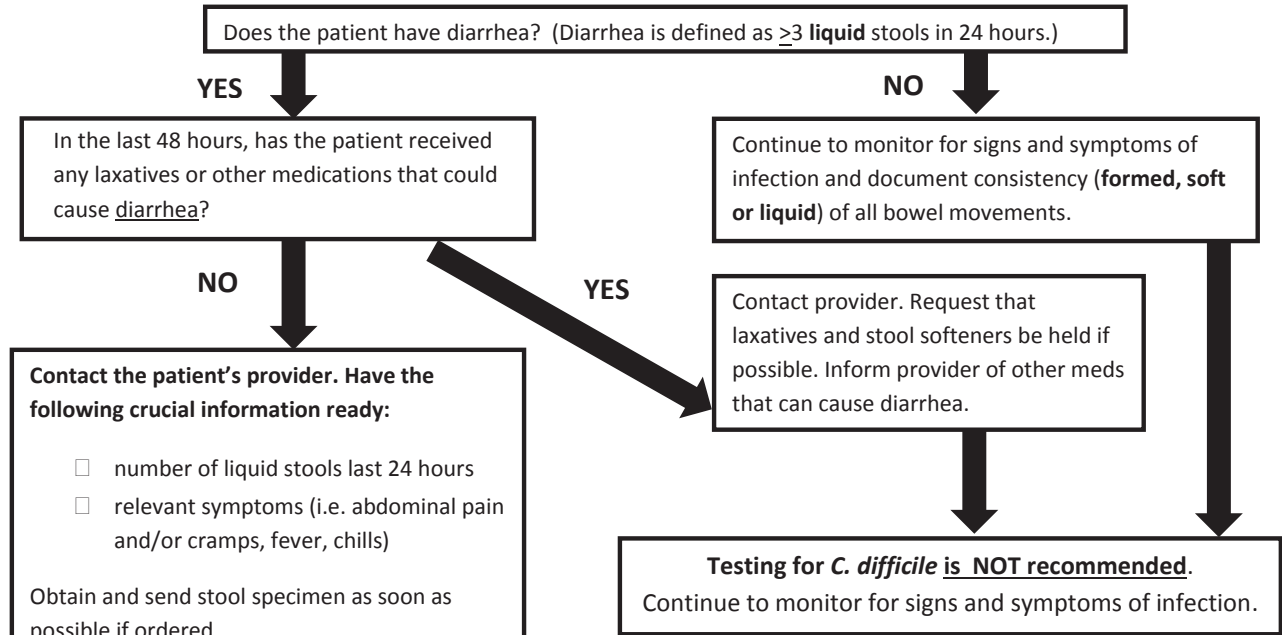 Does the patient have diarrhea? (Diarrhea is defined as ≥3 liquid stools in 24 hours.)
YES
NO
In the last 48 hours, has the patient received
any laxatives or other medications that could
cause diarrhea?
Continue to monitor for signs and symptoms of
infection and document consistency (formed, soft
or liquid) of all bowel movements.
NO
YES
Contact provider. Request that
laxatives and stool softeners be held if
possible. Inform provider of other meds
that can cause diarrhea.
Contact the patient’s provider. Have the
following crucial information ready:
☐ number of liquid stools last 24 hours
☐ relevant symptoms (i.e. abdominal pain
and/or cramps, fever, chills)
Obtain and send stool specimen as soon as
possible if ordered
Testing for C. difficile is NOT recommended.
Continue to monitor for signs and symptoms of infection.